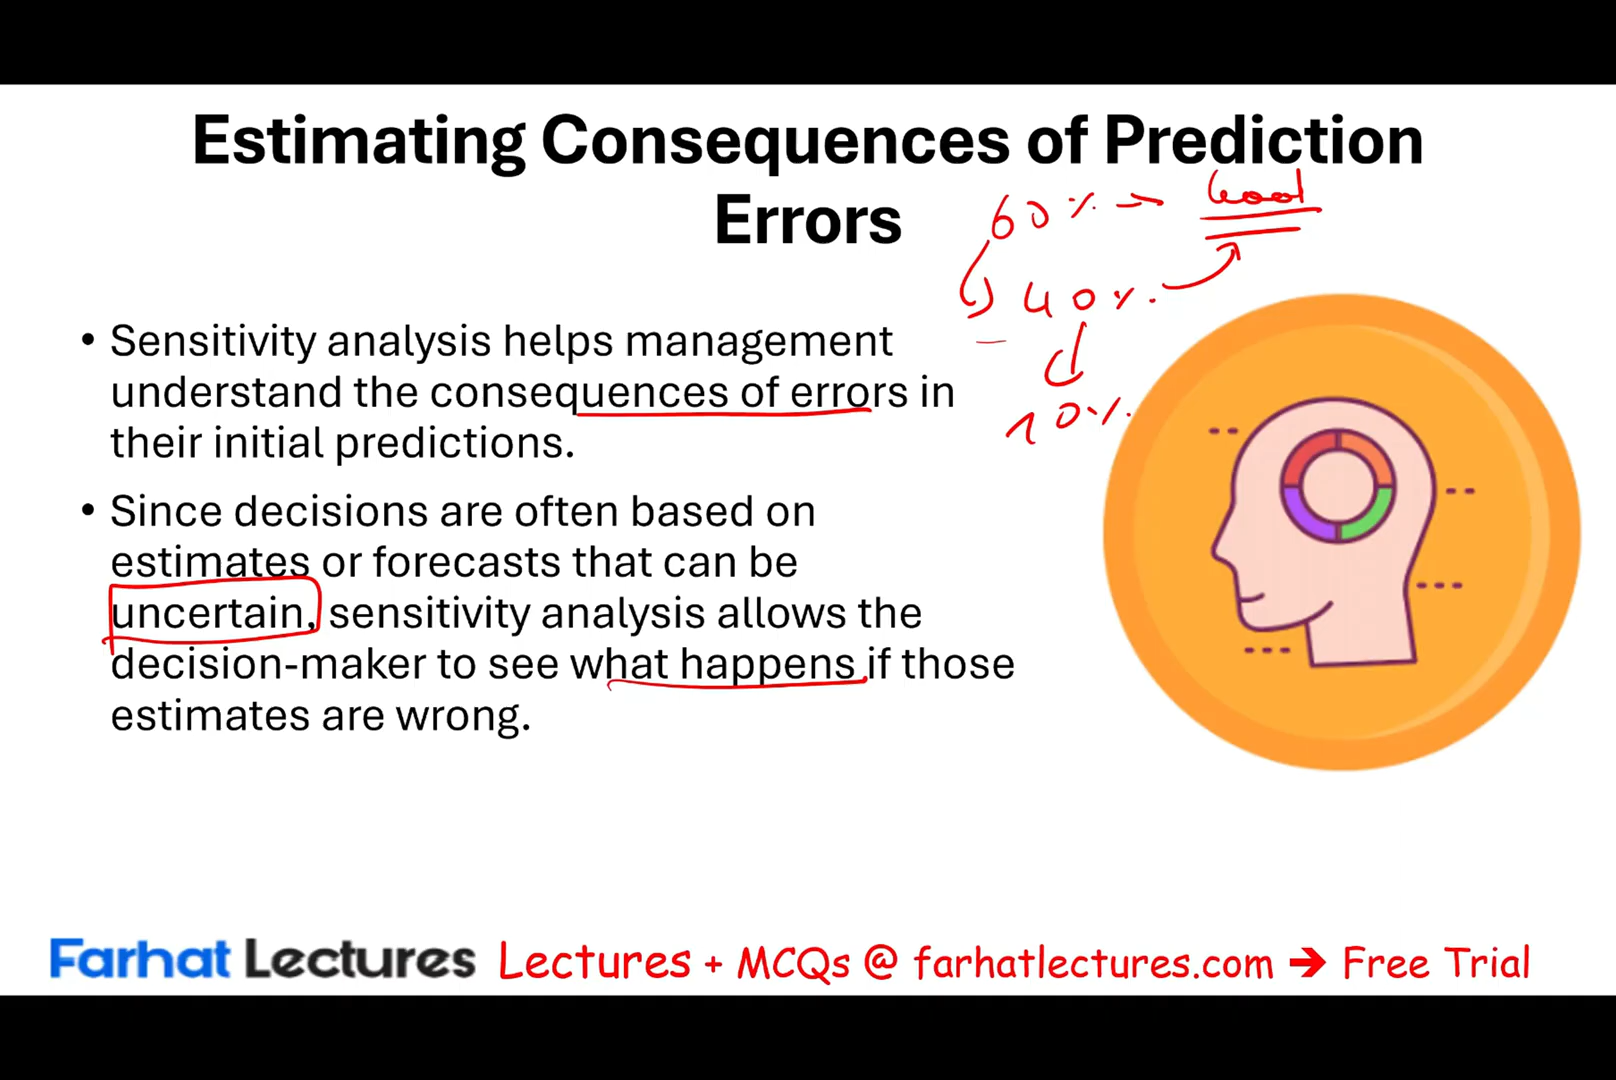 Estimating Consequences of Prediction
Errors
60% → Good
40%.
10%.
• Sensitivity analysis helps management
understand the consequences of errors in
their initial predictions.
• Since decisions are often based on
estimates or forecasts that can be
uncertain, sensitivity analysis allows the
decision-maker to see what happens if those
estimates are wrong.
Farhat Lectures Lectures + MCQs @ farhatlectures.com → Free Trial